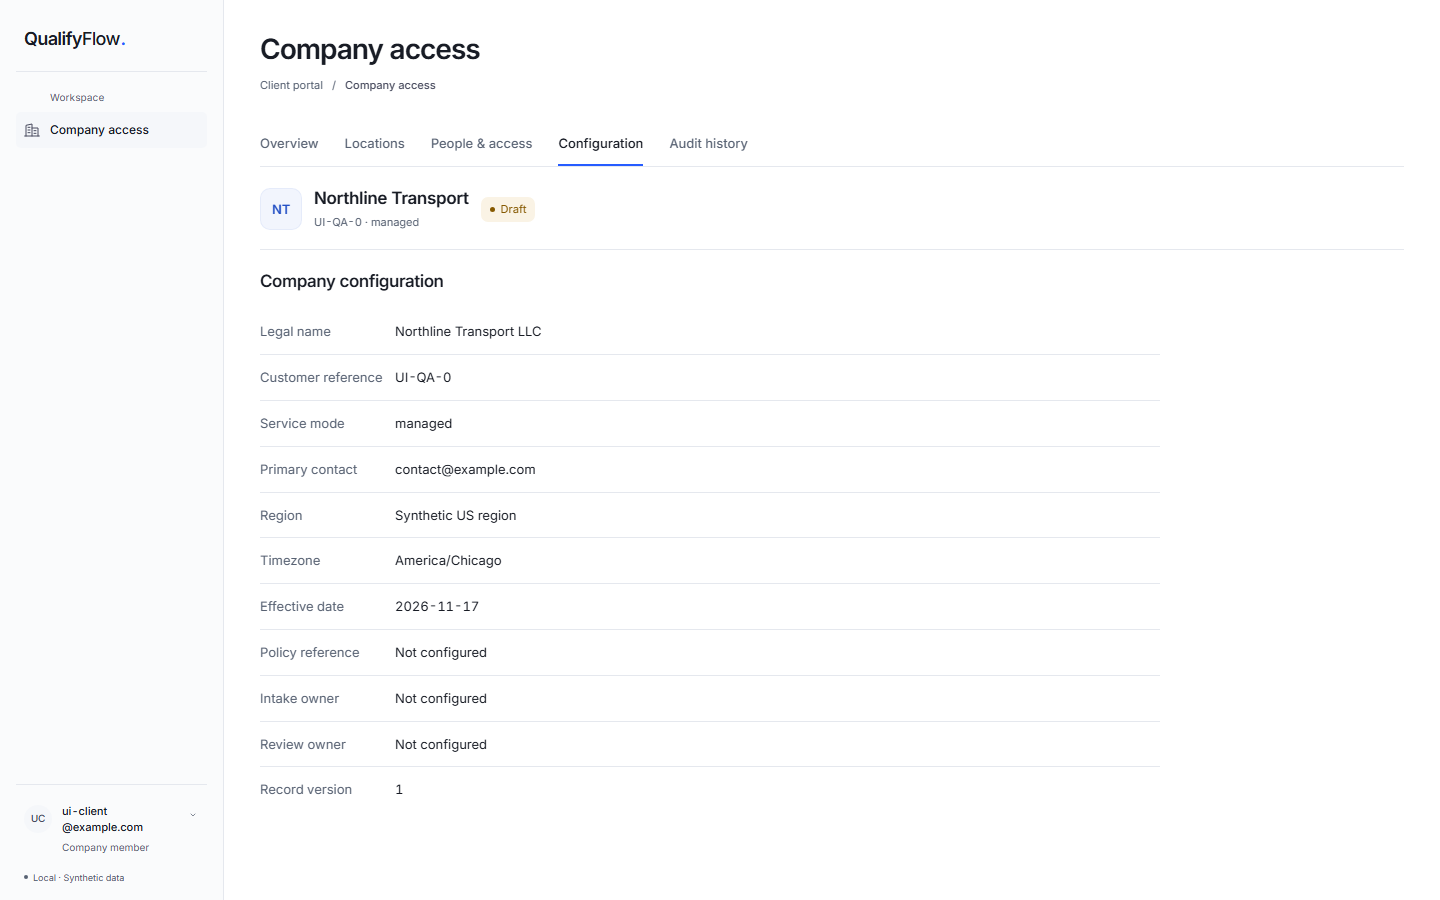 QualifyFlow.
Workspace
Company access
Company access
Client portal / Company access
Overview Locations People & access Configuration Audit history
NT
Northline Transport
UI-QA-0 · managed
Draft
Company configuration
Legal name Northline Transport LLC
Customer reference UI-QA-0
Service mode managed
Primary contact contact@example.com
Region Synthetic US region
Timezone America/Chicago
Effective date 2026-11-17
Policy reference Not configured
Intake owner Not configured
Review owner Not configured
Record version 1
UC
ui-client
@example.com
Company member
Local · Synthetic data